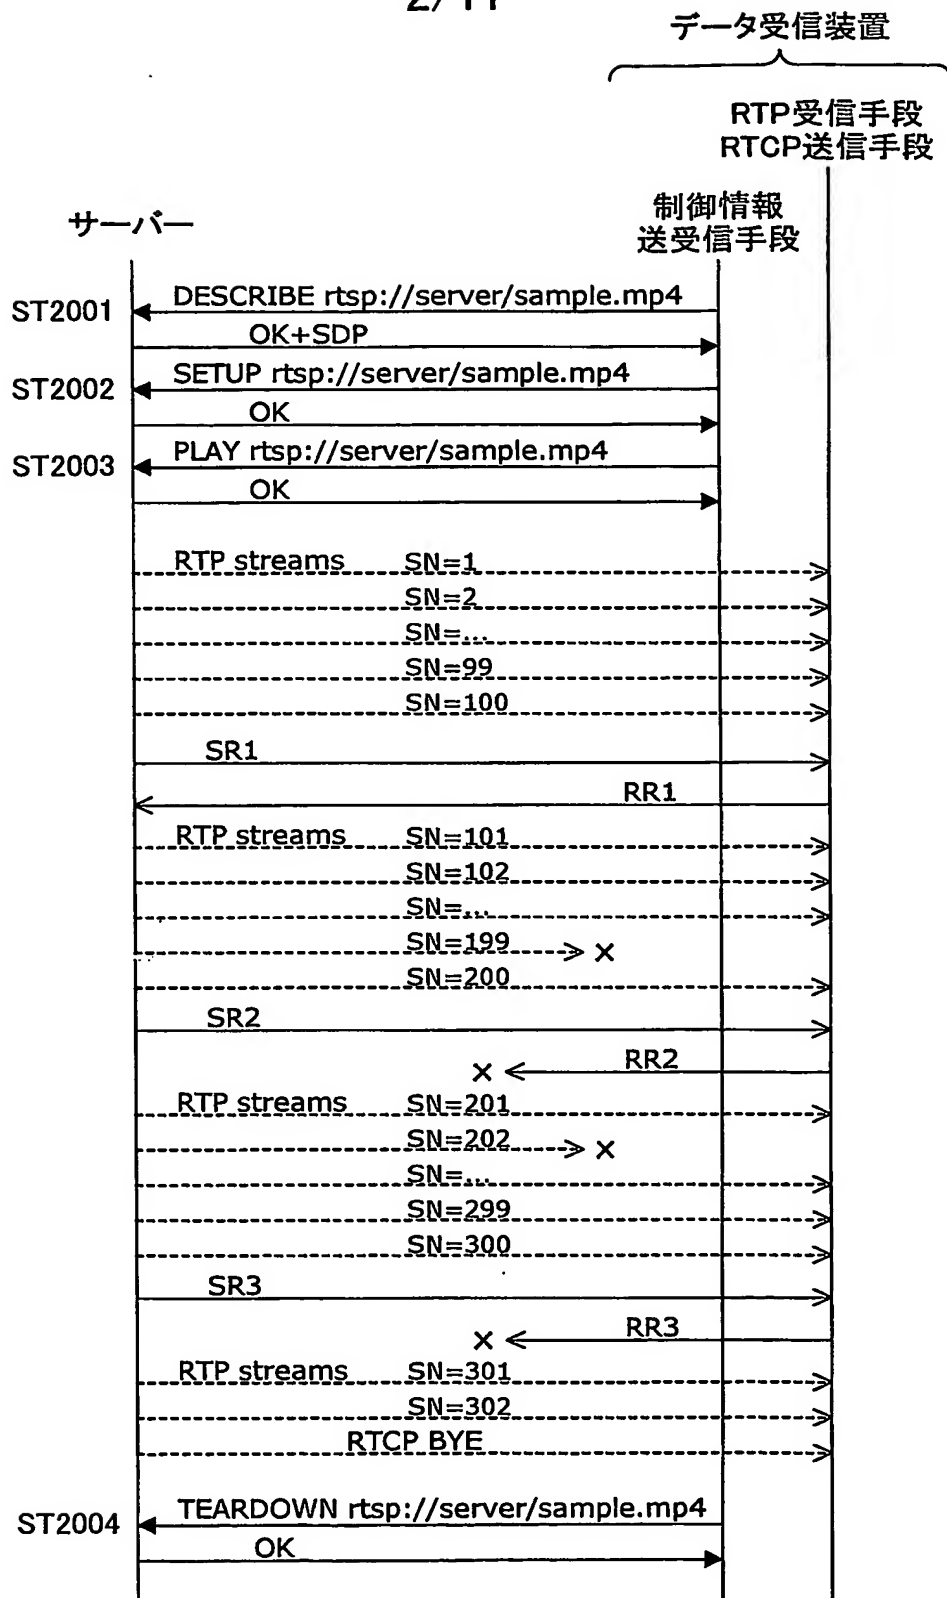 データ受信装置
RTP受信手段
RTCP送信手段
サーバー
制御情報
送受信手段
ST2001
DESCRIBE rtsp://server/sample.mp4
OK+SDP
ST2002
SETUP rtsp://server/sample.mp4
OK
ST2003
PLAY rtsp://server/sample.mp4
OK
RTP streams SN=1
SN=2
SN=...
SN=99
SN=100
SR1
RR1
RTP streams SN=101
SN=102
SN=...
SN=199 ×
SN=200
SR2
× RR2
RTP streams SN=201
SN=202 ×
SN=...
SN=299
SN=300
SR3
× RR3
RTP streams SN=301
SN=302
RTCP BYE
ST2004
TEARDOWN rtsp://server/sample.mp4
OK